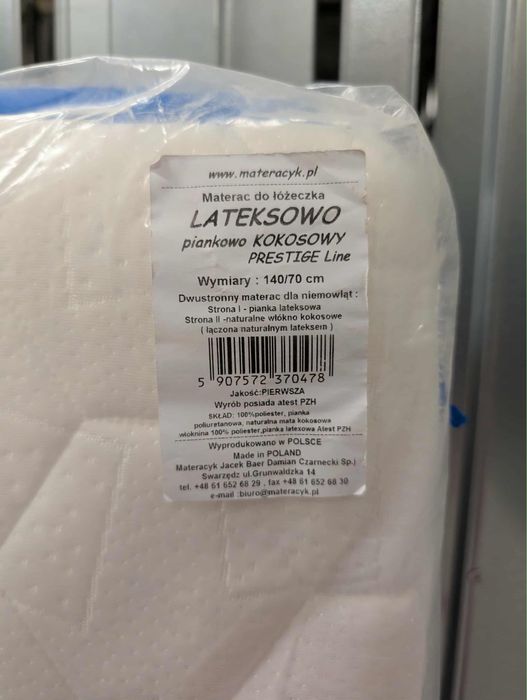 www.materacyk.pl
Materac do łóżeczka
LATEKSOWO
piankowo KOKOSOWY
PRESTIGE Line
Wymiary : 140/70 cm
Dwustronny materac dla niemowląt :
Strona I - pianka lateksowa
Strona II -naturalne włókno kokosowe
( łączona naturalnym lateksem )
5 907572 370478
Jakość:PIERWSZA
Wyrób posiada atest PZH
SKŁAD: 100%poliester, pianka
poliuretanowa, naturalna mata kokosowa
włóknina 100% poliester,pianka latexowa Atest PZH
Wyprodukowano w POLSCE
Made in POLAND
Materacyk Jacek Baer Damian Czarnecki Sp.j
Swarzędz ul.Grunwaldzka 14
tel. +48 61 652 68 29 , fax +48 61 652 68 30
e-mail :biuro@materacyk.pl